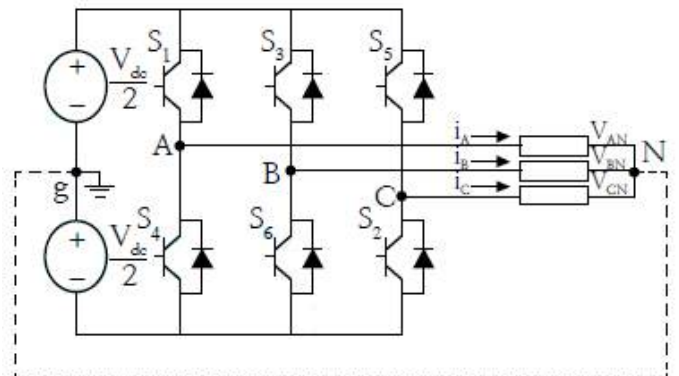 S1 S3 S5
+ Vdc/2
−
iA VAN
A
iB VBN N
B
iC VCN
C
g
S4 S6 S2
+ Vdc/2
−